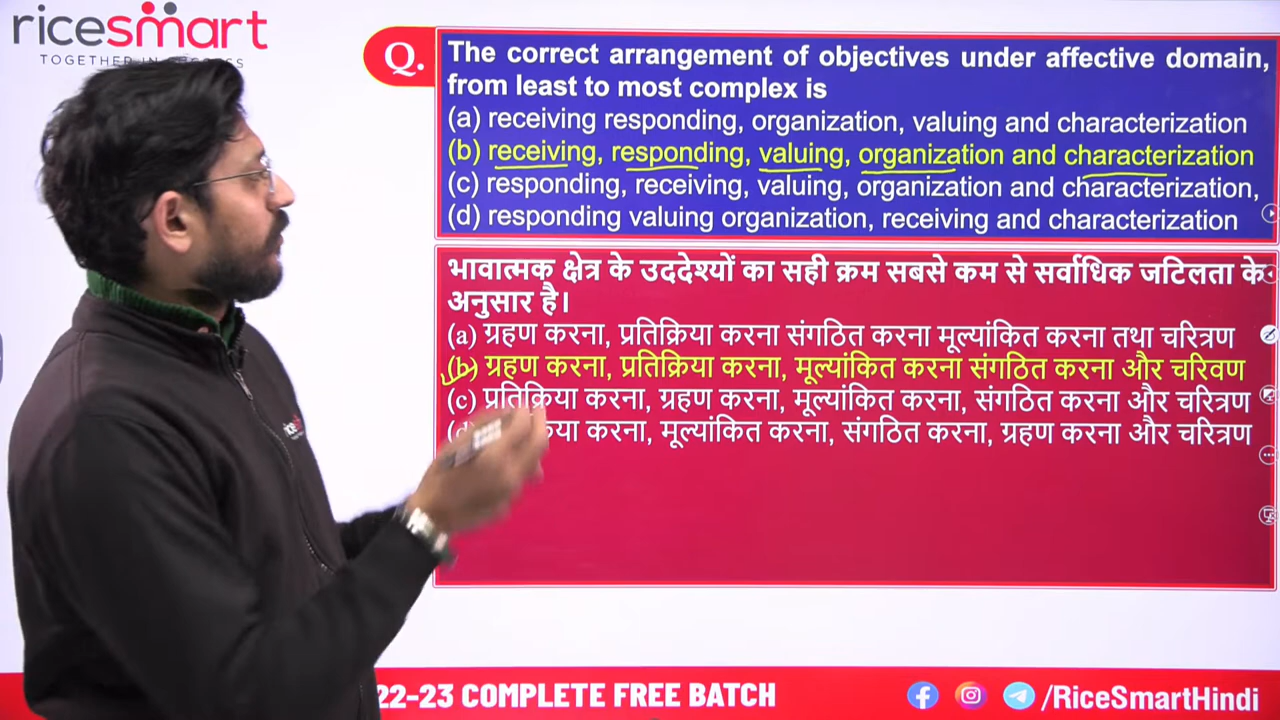 ricesmart
TOGETHER IN SUCCESS
Q.
The correct arrangement of objectives under affective domain,
from least to most complex is
(a) receiving responding, organization, valuing and characterization
(b) receiving, responding, valuing, organization and characterization
(c) responding, receiving, valuing, organization and characterization,
(d) responding valuing organization, receiving and characterization
भावात्मक क्षेत्र के उददेश्यों का सही क्रम सबसे कम से सर्वाधिक जटिलता के
अनुसार है।
(a) ग्रहण करना, प्रतिक्रिया करना संगठित करना मूल्यांकित करना तथा चरित्रण
(b) ग्रहण करना, प्रतिक्रिया करना, मूल्यांकित करना संगठित करना और चरिवण
(c) प्रतिक्रिया करना, ग्रहण करना, मूल्यांकित करना, संगठित करना और चरित्रण
करना, मूल्यांकित करना, संगठित करना, ग्रहण करना और चरित्रण
22-23 COMPLETE FREE BATCH
/RiceSmartHindi